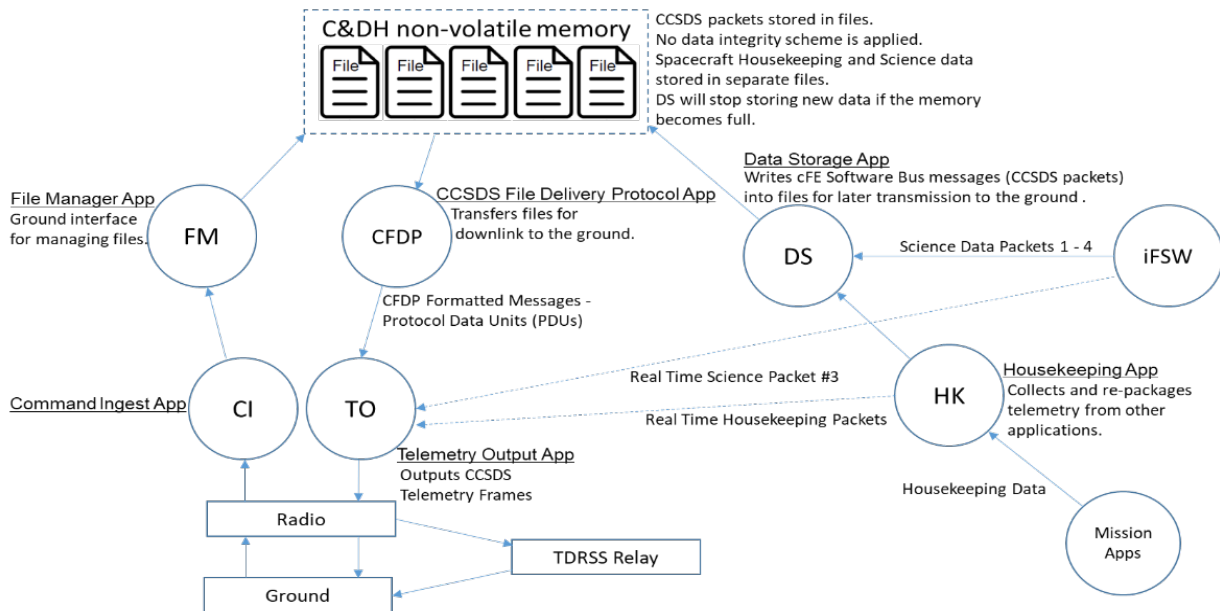 C&DH non-volatile memory
File
File
File
File
File
CCSDS packets stored in files.
No data integrity scheme is applied.
Spacecraft Housekeeping and Science data
stored in separate files.
DS will stop storing new data if the memory
becomes full.
File Manager App
Ground interface
for managing files.
FM
CFDP
CCSDS File Delivery Protocol App
Transfers files for
downlink to the ground.
Data Storage App
Writes cFE Software Bus messages (CCSDS packets)
into files for later transmission to the ground .
DS
Science Data Packets 1 - 4
iFSW
CFDP Formatted Messages -
Protocol Data Units (PDUs)
Command Ingest App
CI
TO
Real Time Science Packet #3
Real Time Housekeeping Packets
HK
Housekeeping App
Collects and re-packages
telemetry from other
applications.
Telemetry Output App
Outputs CCSDS
Telemetry Frames
Housekeeping Data
Mission
Apps
Radio
TDRSS Relay
Ground